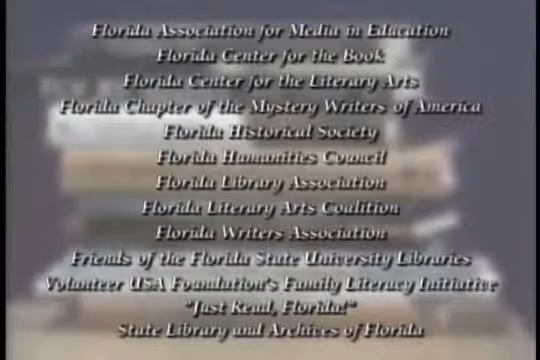 Florida Association for Media in Education
Florida Center for the Book
Florida Center for the Literary Arts
Florida Chapter of the Mystery Writers of America
Florida Historical Society
Florida Humanities Council
Florida Library Association
Florida Literary Arts Coalition
Florida Writers Association
Friends of the Florida State University Libraries
Volunteer USA Foundation's Family Literacy Initiative
"Just Read, Florida!"
State Library and Archives of Florida